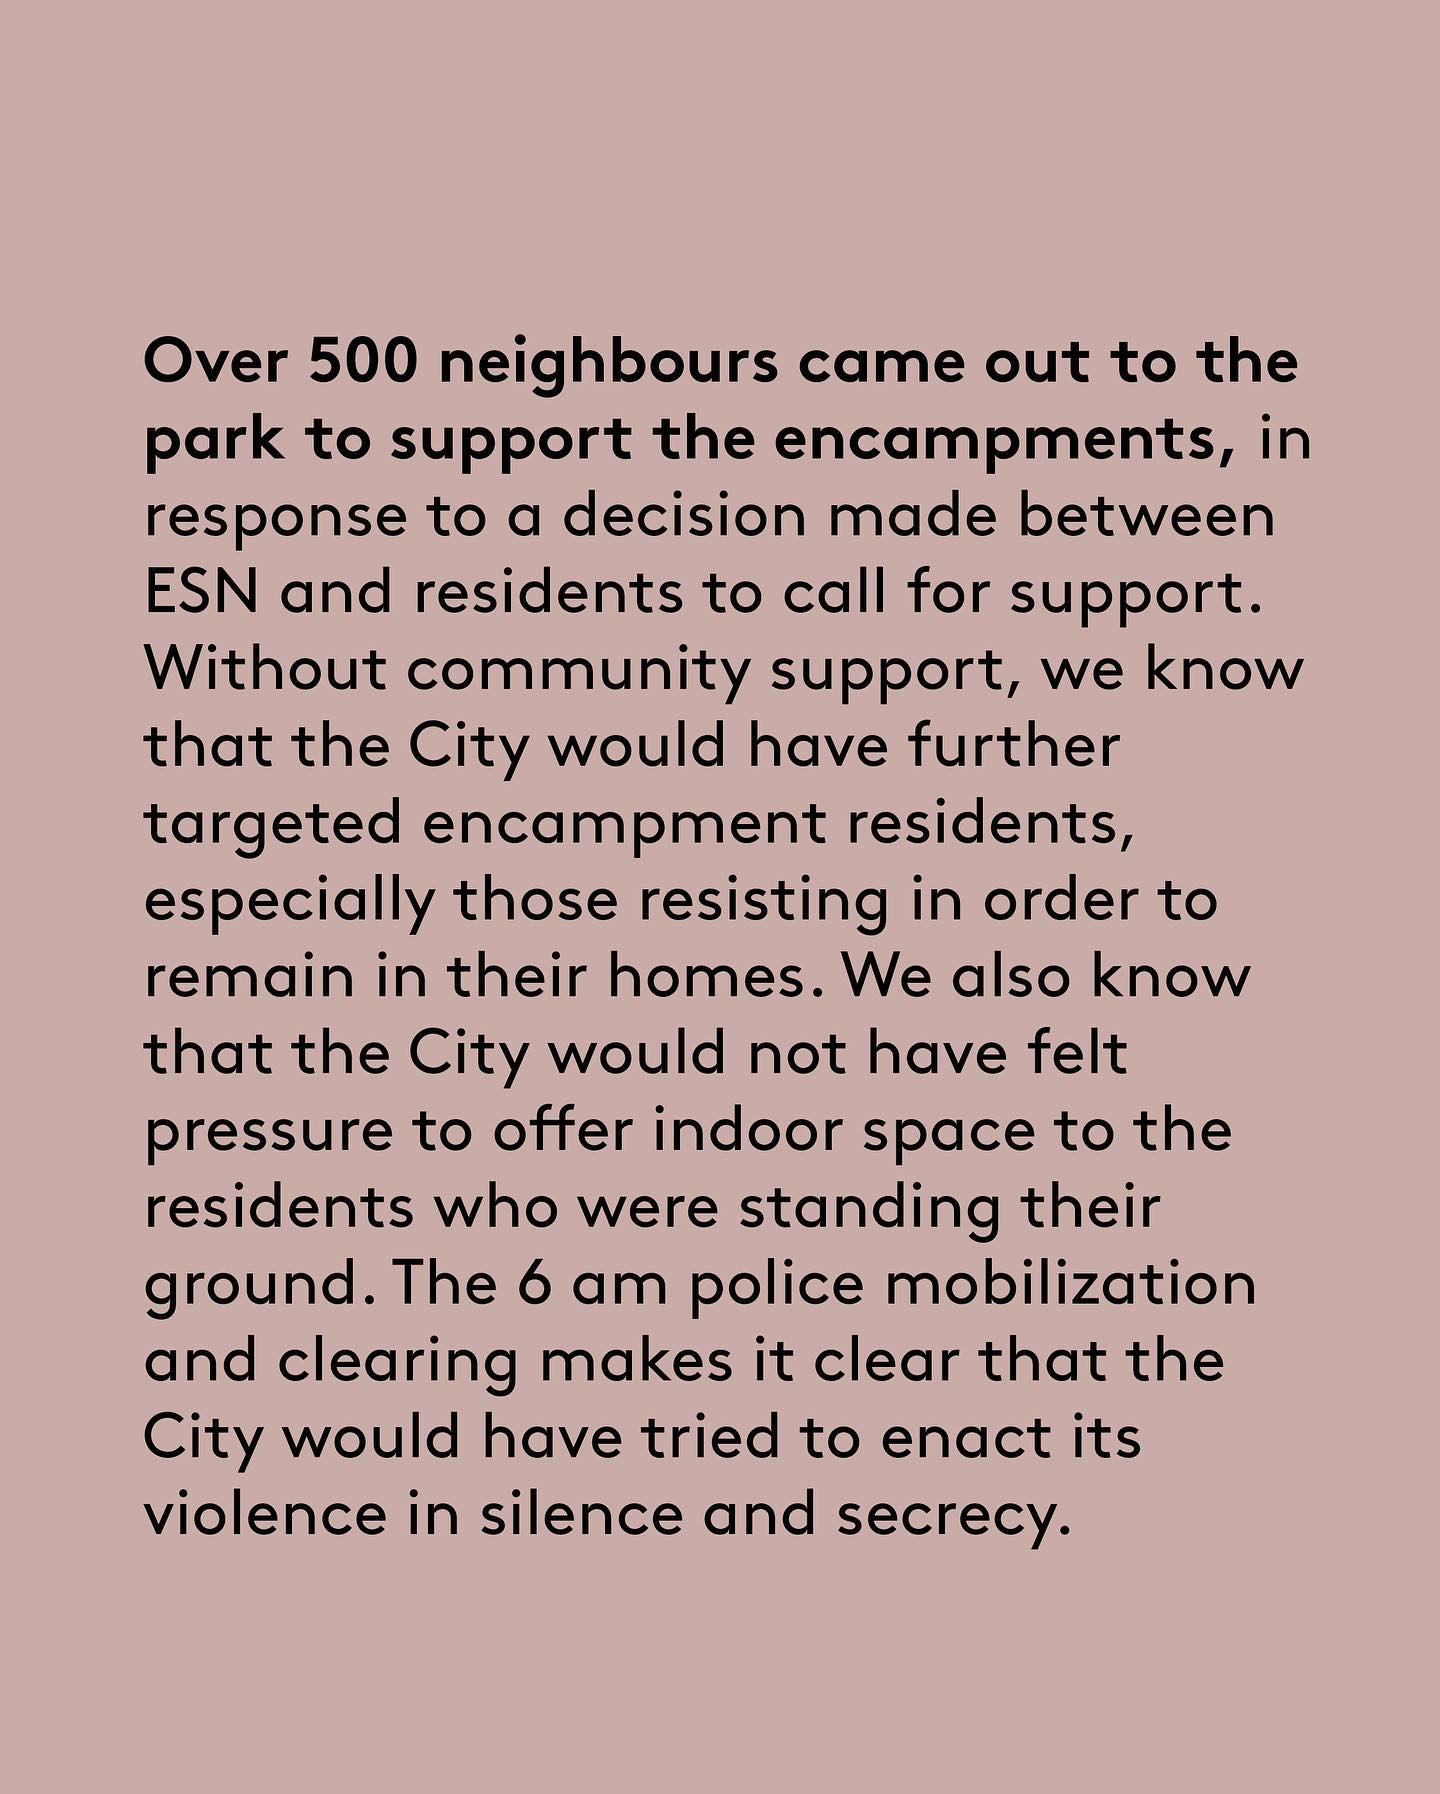 Over 500 neighbours came out to the
park to support the encampments, in
response to a decision made between
ESN and residents to call for support.
Without community support, we know
that the City would have further
targeted encampment residents,
especially those resisting in order to
remain in their homes. We also know
that the City would not have felt
pressure to offer indoor space to the
residents who were standing their
ground. The 6 am police mobilization
and clearing makes it clear that the
City would have tried to enact its
violence in silence and secrecy.